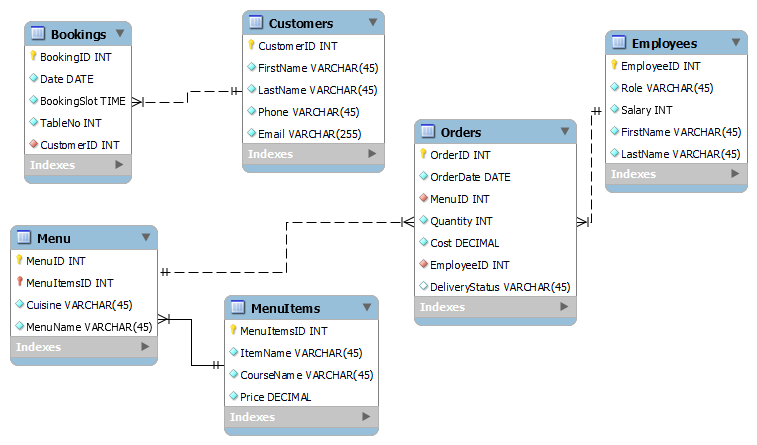 Bookings
BookingID INT
Date DATE
BookingSlot TIME
TableNo INT
CustomerID INT
Indexes
Customers
CustomerID INT
FirstName VARCHAR(45)
LastName VARCHAR(45)
Phone VARCHAR(45)
Email VARCHAR(255)
Indexes
Employees
EmployeeID INT
Role VARCHAR(45)
Salary INT
FirstName VARCHAR(45)
LastName VARCHAR(45)
Indexes
Orders
OrderID INT
OrderDate DATE
MenuID INT
Quantity INT
Cost DECIMAL
EmployeeID INT
DeliveryStatus VARCHAR(45)
Indexes
Menu
MenuID INT
MenuItemsID INT
Cuisine VARCHAR(45)
MenuName VARCHAR(45)
Indexes
MenuItems
MenuItemsID INT
ItemName VARCHAR(45)
CourseName VARCHAR(45)
Price DECIMAL
Indexes